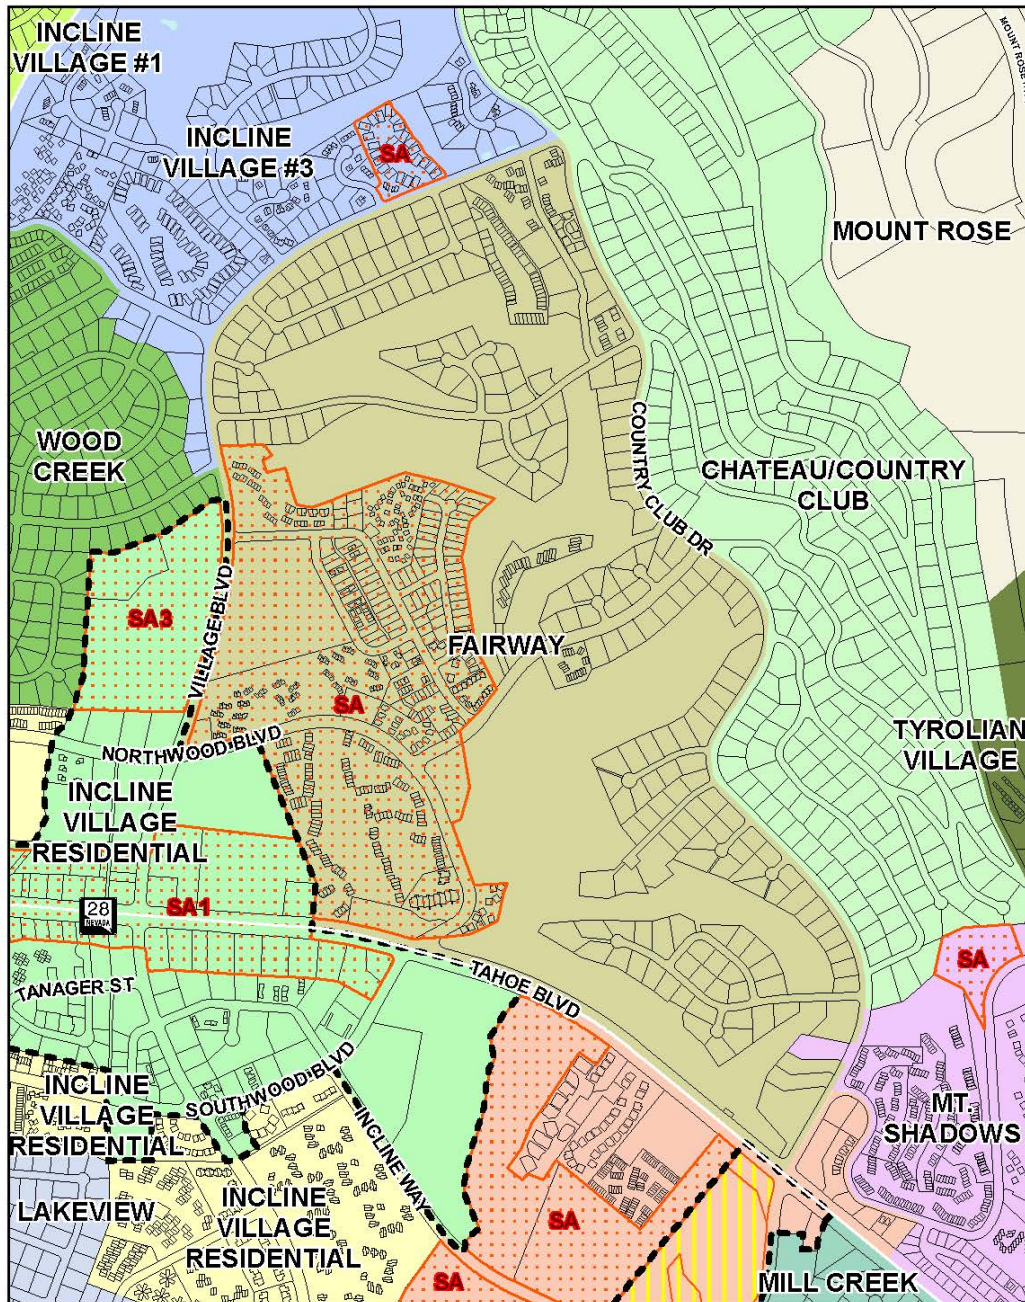 INCLINE
VILLAGE #1
MOUNT ROSE
INCLINE
VILLAGE #3
SA
MOUNT ROSE
WOOD
CREEK
COUNTRY CLUB DR
CHATEAU/COUNTRY
CLUB
VILLAGE BLVD
SA3
FAIRWAY
SA
TYROLIAN
VILLAGE
NORTHWOOD BLVD
INCLINE
VILLAGE
RESIDENTIAL
SA1
28
NEVADA
SA
TANAGER ST
TAHOE BLVD
SOUTHWOOD BLVD
INCLINE
VILLAGE
RESIDENTIAL
MT.
SHADOWS
INCLINE WAY
LAKEVIEW
INCLINE
VILLAGE
RESIDENTIAL
SA
SA
MILL CREEK